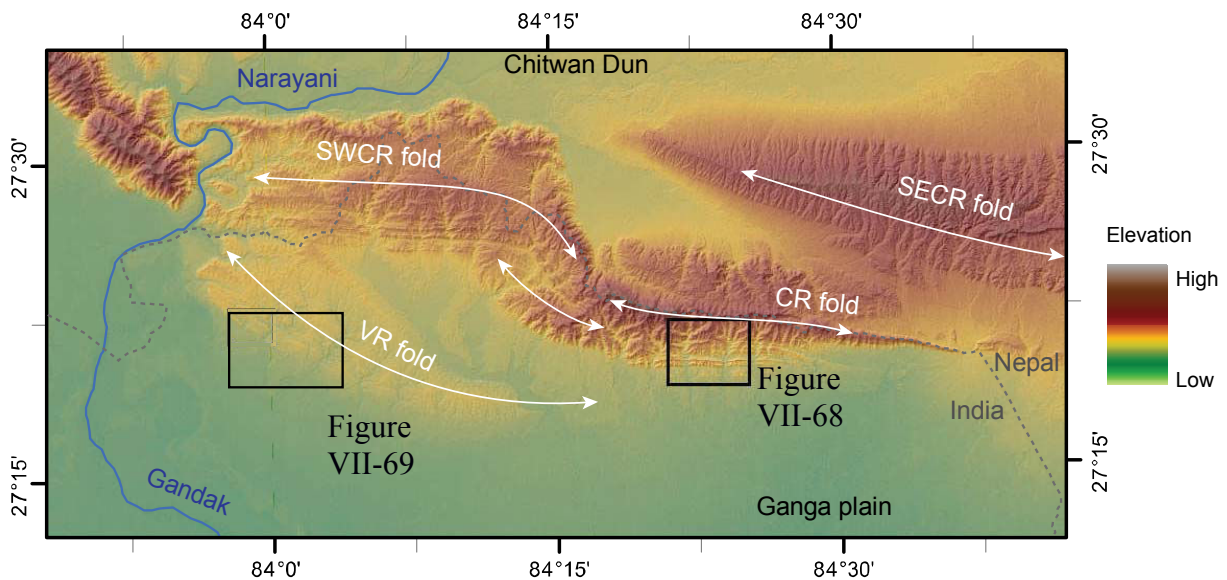 84°0'
84°15'
84°30'
Narayani
Chitwan Dun
27°30'
27°30'
SWCR fold
SECR fold
Elevation
High
Low
CR fold
VR fold
Nepal
India
Figure
VII-68
Figure
VII-69
27°15'
27°15'
Gandak
Ganga plain
84°0'
84°15'
84°30'